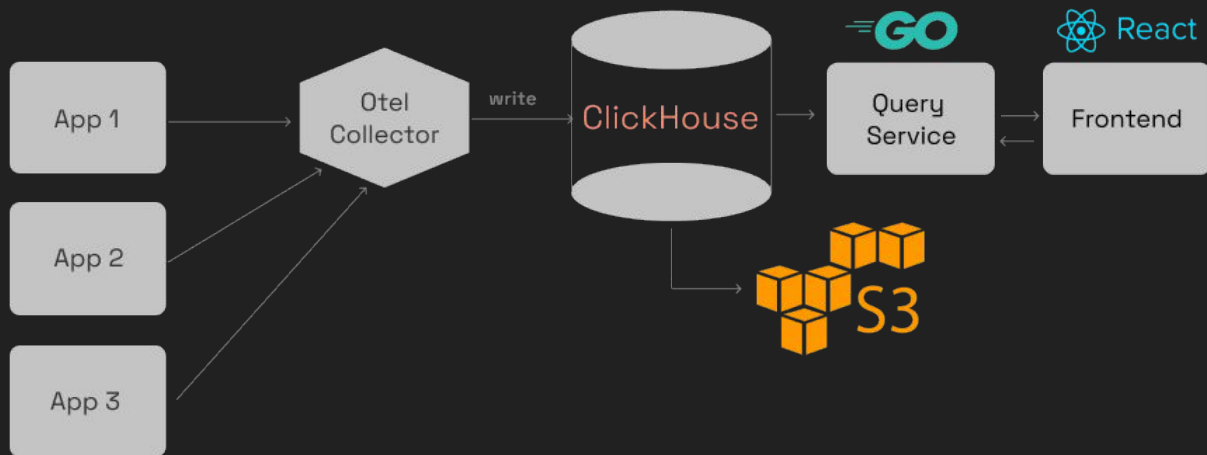 GO
React
App 1
Otel
Collector
write
ClickHouse
Query
Service
Frontend
App 2
S3
App 3